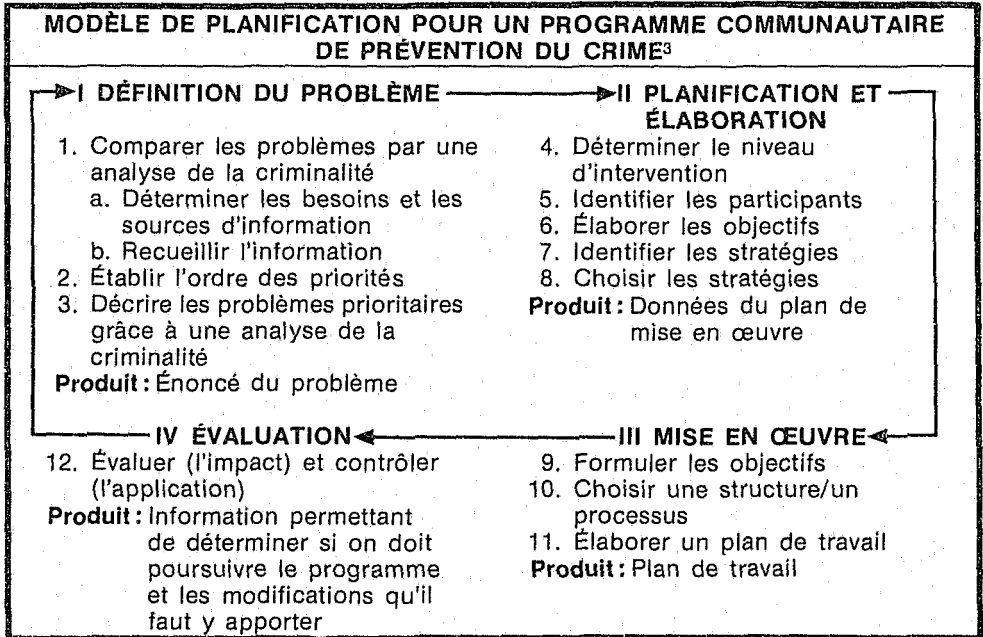 MODÈLE DE PLANIFICATION POUR UN PROGRAMME COMMUNAUTAIRE
DE PRÉVENTION DU CRIME³
I DÉFINITION DU PROBLÈME
1. Comparer les problèmes par une
analyse de la criminalité
a. Déterminer les besoins et les
sources d'information
b. Recueillir l'information
2. Établir l'ordre des priorités
3. Décrire les problèmes prioritaires
grâce à une analyse de la
criminalité
Produit : Énoncé du problème
II PLANIFICATION ET
ÉLABORATION
4. Déterminer le niveau
d'intervention
5. Identifier les participants
6. Élaborer les objectifs
7. Identifier les stratégies
8. Choisir les stratégies
Produit : Données du plan de
mise en œuvre
III MISE EN ŒUVRE
9. Formuler les objectifs
10. Choisir une structure/un
processus
11. Élaborer un plan de travail
Produit : Plan de travail
IV ÉVALUATION
12. Évaluer (l'impact) et contrôler
(l'application)
Produit : Information permettant
de déterminer si on doit
poursuivre le programme
et les modifications qu'il
faut y apporter